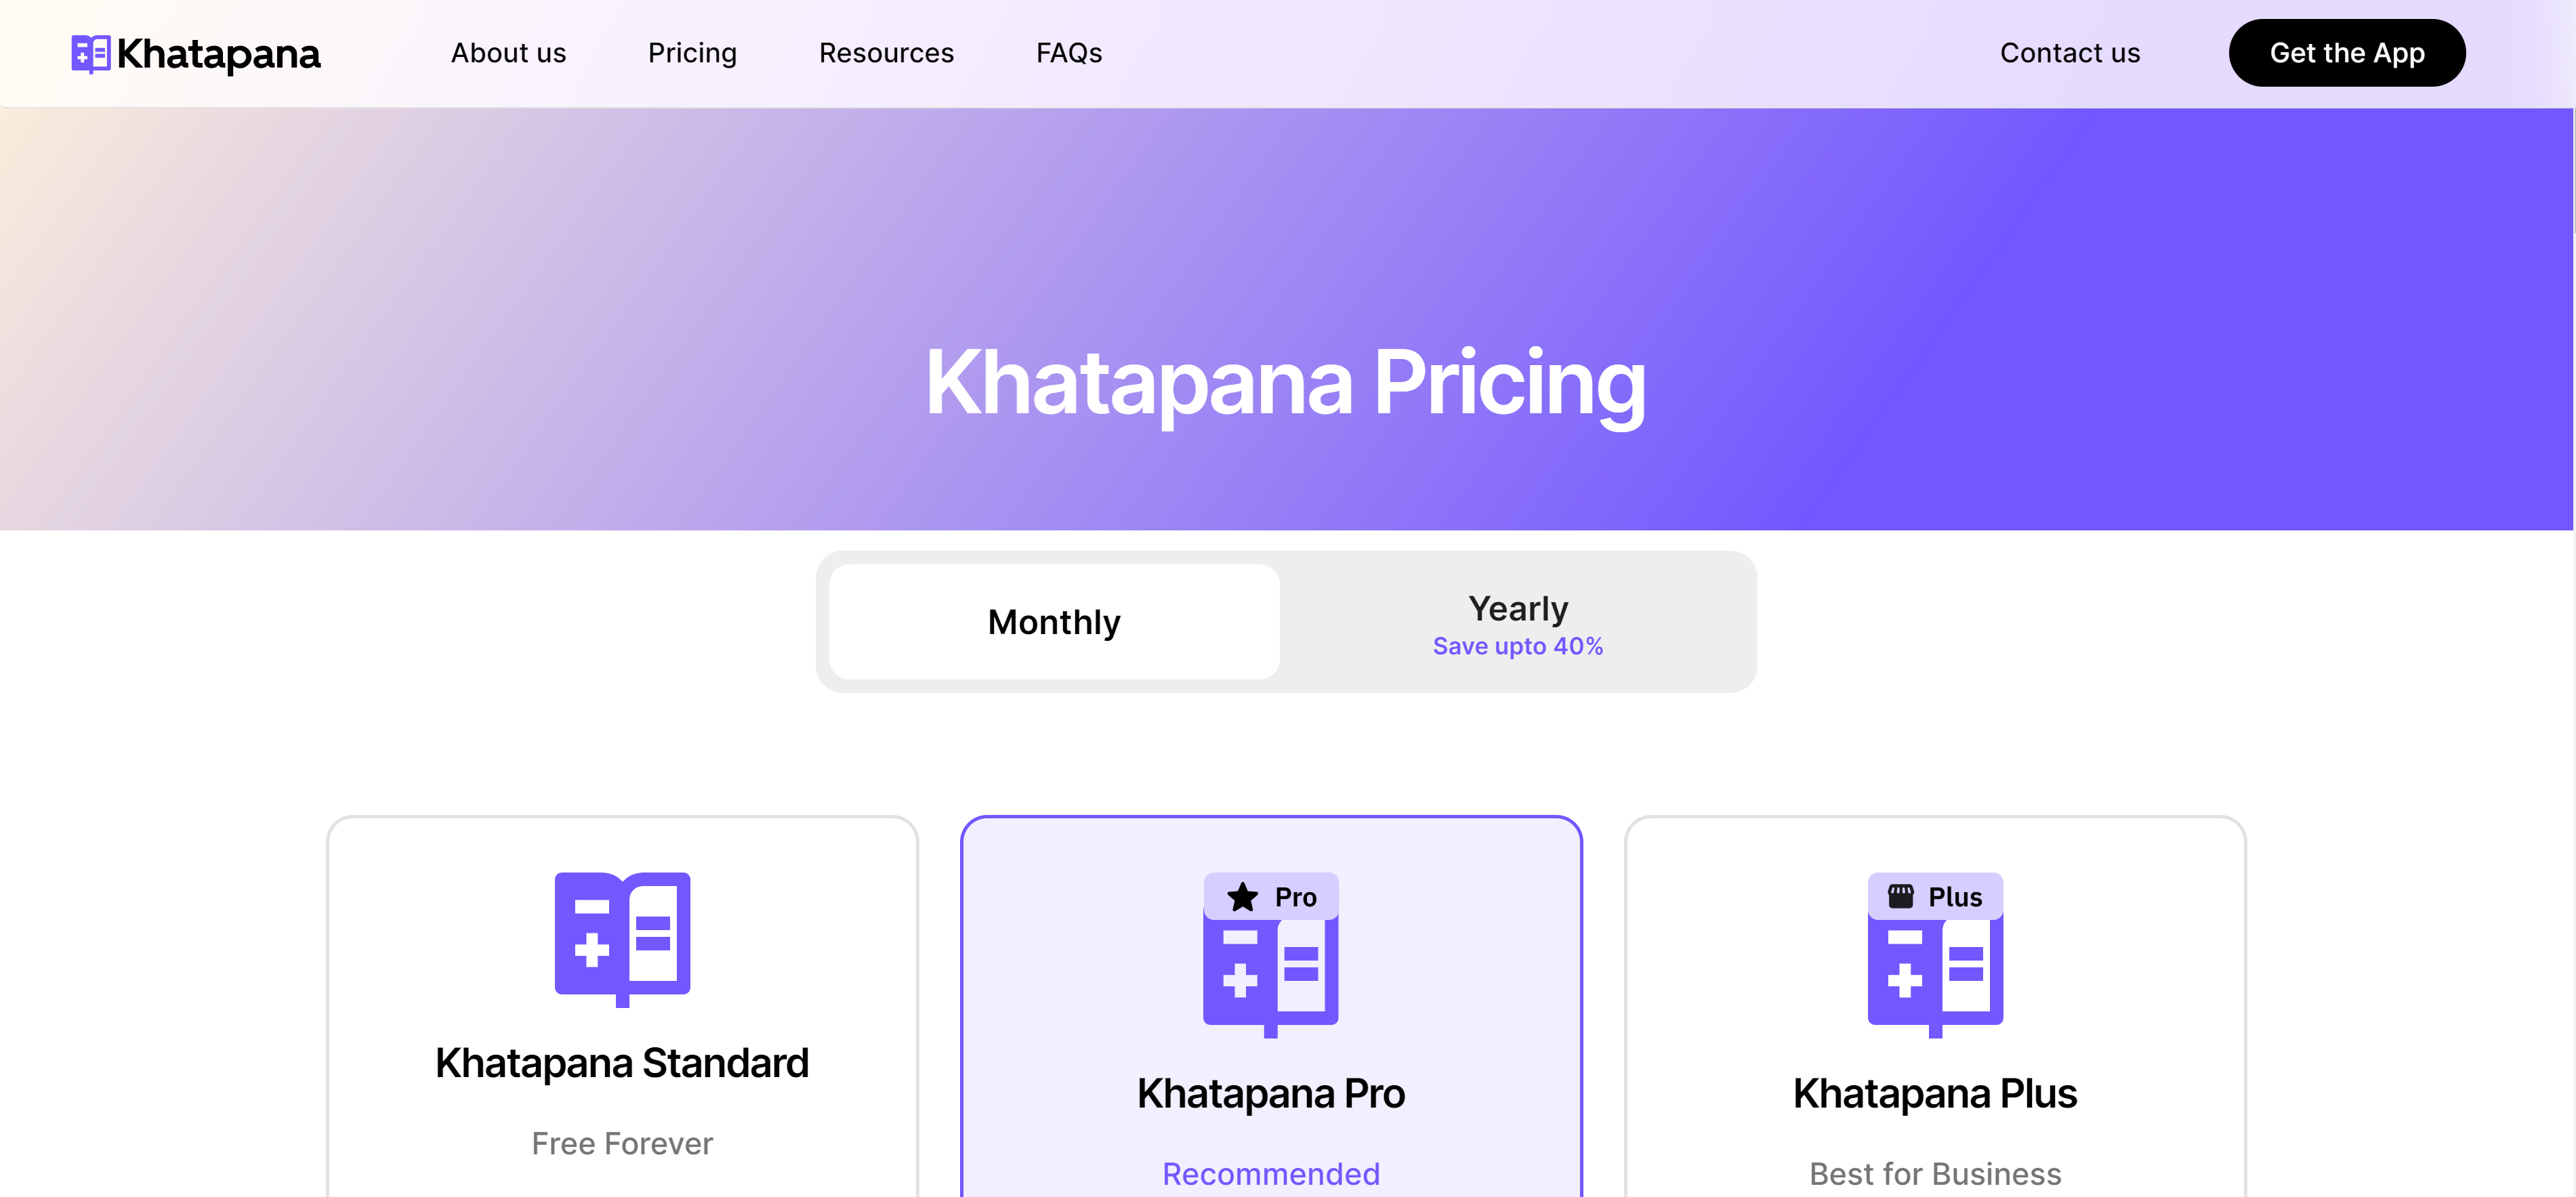 Khatapana
About us
Pricing
Resources
FAQs
Contact us
Get the App
Khatapana Pricing
Monthly
Yearly
Save upto 40%
Khatapana Standard
Free Forever
Pro
Khatapana Pro
Recommended
Plus
Khatapana Plus
Best for Business